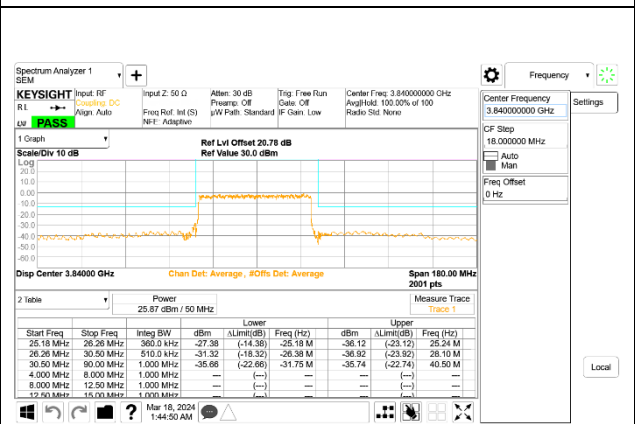 Spectrum Analyzer 1
SEM
+
Frequency
KEYSIGHT
R L
PASS
Input: RF
Coupling: DC
Align: Auto
Input Z: 50 Ω
Freq Ref: Int (S)
NFE: Adaptive
Atten: 30 dB
Preamp: Off
µW Path: Standard
Trig: Free Run
Gate: Off
IF Gain: Low
Center Freq: 3.840000000 GHz
Avg|Hold: 100.00% of 100
Radio Std: None
Center Frequency
3.840000000 GHz
Settings
CF Step
18.000000 MHz
Auto
Man
Freq Offset
0 Hz
Local
1 Graph
Scale/Div 10 dB
Ref Lvl Offset 20.78 dB
Ref Value 30.0 dBm
Log
20.0
10.0
0.00
-10.0
-20.0
-30.0
-40.0
-50.0
-60.0
Disp Center 3.84000 GHz
Chan Det: Average , #Offs Det: Average
Span 180.00 MHz
2001 pts
2 Table
Power
25.87 dBm / 50 MHz
Measure Trace
Trace 1
Lower Upper
Start Freq Stop Freq Integ BW dBm ΔLimit(dB) Freq (Hz) dBm ΔLimit(dB) Freq (Hz)
25.18 MHz 26.26 MHz 360.0 kHz -27.38 (-14.38) -25.18 M -36.12 (-23.12) 25.24 M
26.26 MHz 30.50 MHz 510.0 kHz -31.32 (-18.32) -26.38 M -36.92 (-23.92) 28.10 M
30.50 MHz 90.00 MHz 1.000 MHz -35.66 (-22.66) -31.75 M -35.74 (-22.74) 40.50 M
4.000 MHz 8.000 MHz 1.000 MHz --- (---) --- --- (---) ---
8.000 MHz 12.50 MHz 1.000 MHz --- (---) --- --- (---) ---
12.50 MHz 15.00 MHz 1.000 MHz --- (---) --- --- (---) ---
?
Mar 18, 2024
1:44:50 AM